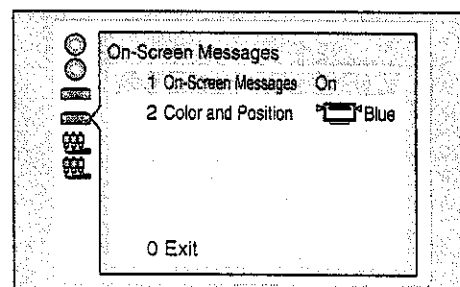 On-Screen Messages
1 On-Screen Messages On
2 Color and Position Blue
0 Exit